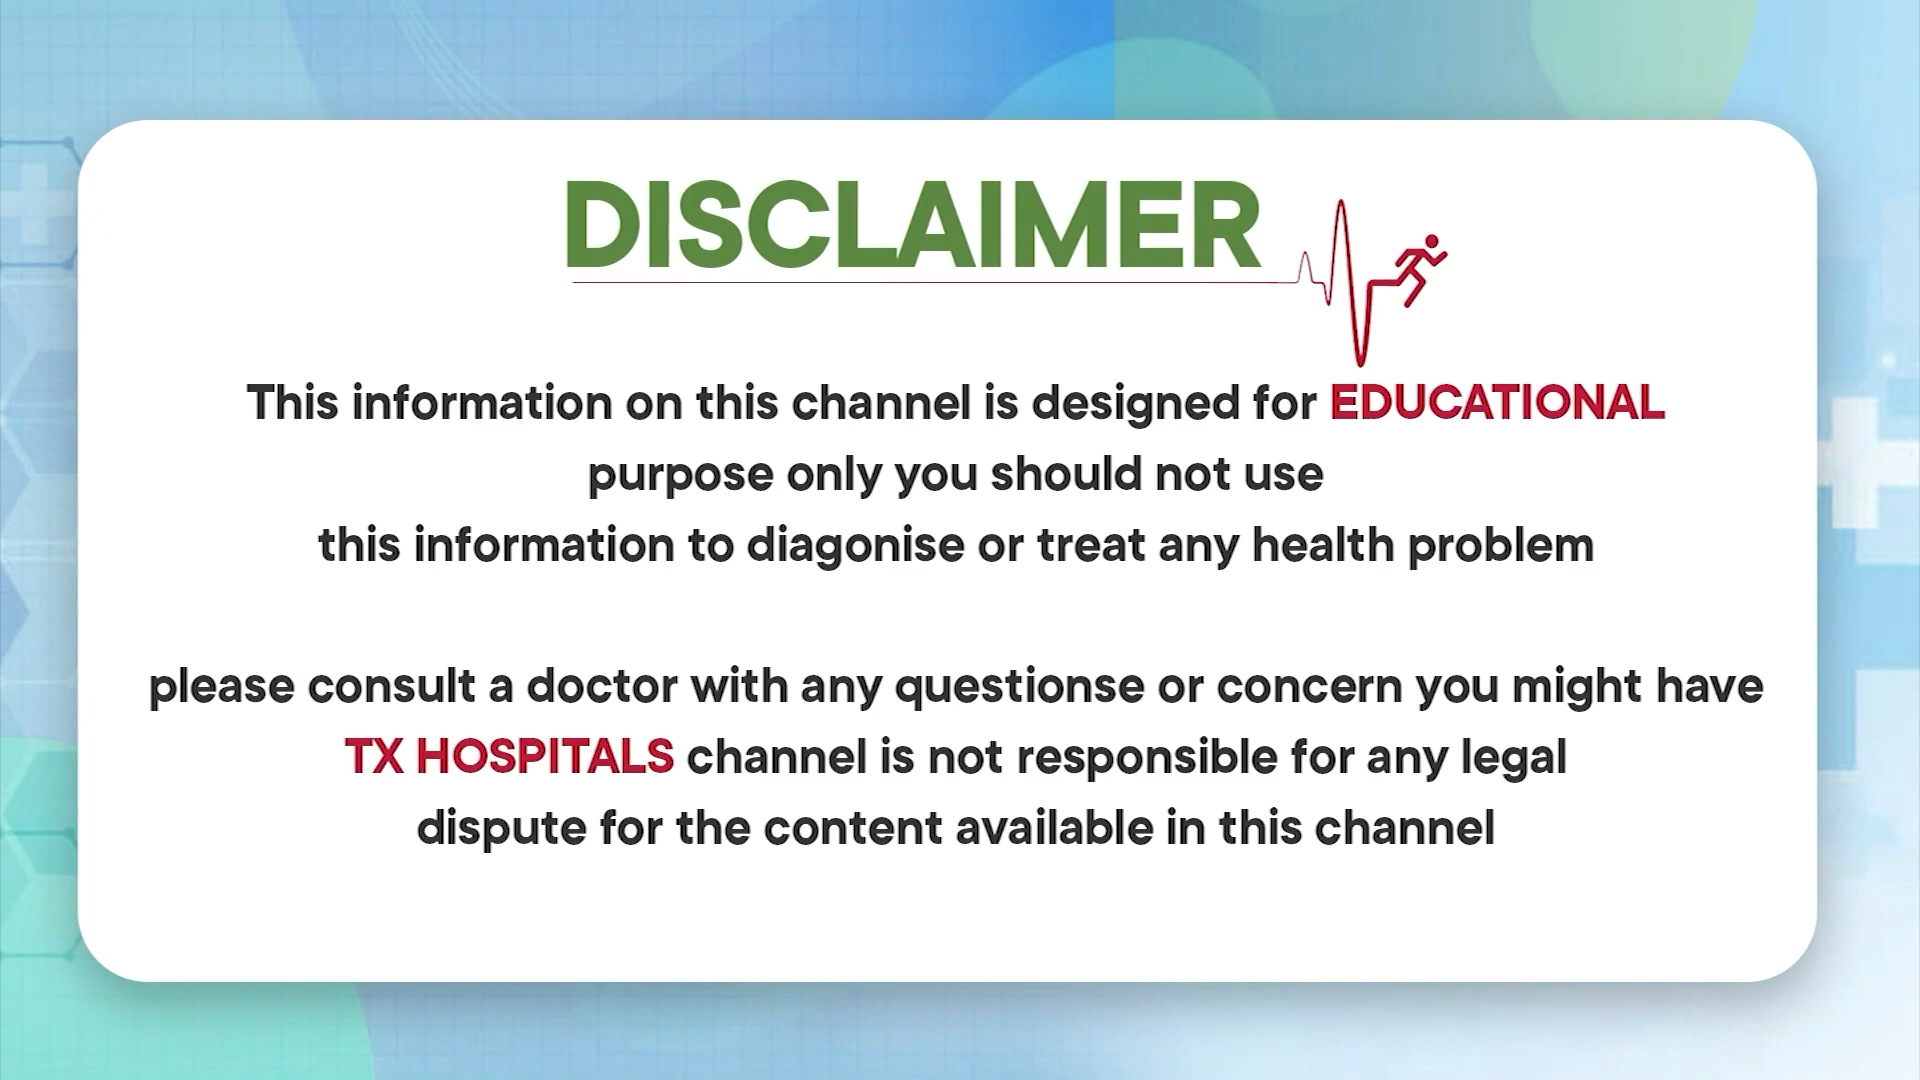 DISCLAIMER
This information on this channel is designed for EDUCATIONAL
purpose only you should not use
this information to diagonise or treat any health problem
please consult a doctor with any questionse or concern you might have
TX HOSPITALS channel is not responsible for any legal
dispute for the content available in this channel